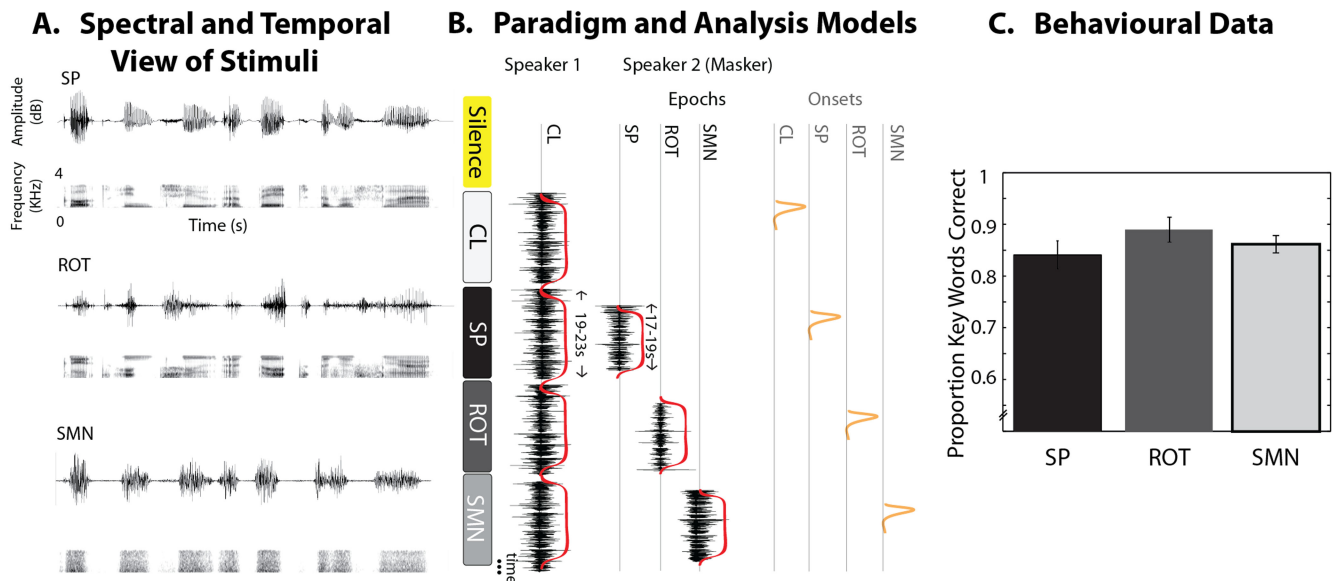 A. Spectral and Temporal
View of Stimuli
SP
Amplitude
(dB)
Frequency
(KHz)
4
0
Time (s)
ROT
SMN
B. Paradigm and Analysis Models
Speaker 1
Speaker 2 (Masker)
Epochs
Onsets
Silence
CL
SP
ROT
SMN
CL
SP
ROT
SMN
CL
SP
ROT
SMN
←19-23s→
←17-19s→
time
C. Behavioural Data
Proportion Key Words Correct
1
0.9
0.8
0.7
0.6
SP
ROT
SMN